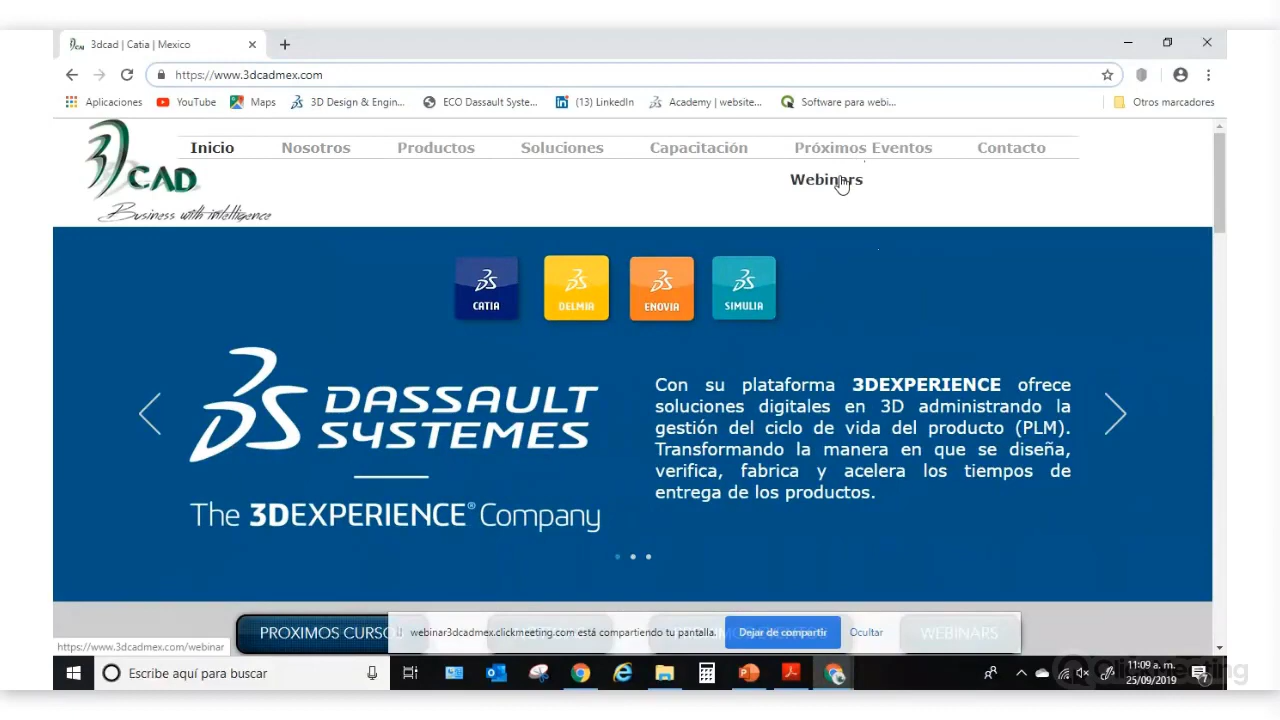 3dcad | Catia | Mexico
https://www.3dcadmex.com
Aplicaciones YouTube Maps 3D Design & Engin... ECO Dassault Syste... (13) LinkedIn Academy | website... Software para webi... Otros marcadores
3D CAD
Business with intelligence
Inicio Nosotros Productos Soluciones Capacitación Próximos Eventos Contacto
Webinars
CATIA DELMIA ENOVIA SIMULIA
DASSAULT
SYSTEMES
The 3DEXPERIENCE® Company
Con su plataforma 3DEXPERIENCE ofrece
soluciones digitales en 3D administrando la
gestión del ciclo de vida del producto (PLM).
Transformando la manera en que se diseña,
verifica, fabrica y acelera los tiempos de
entrega de los productos.
PROXIMOS CURSO
webinar3dcadmex.clickmeeting.com está compartiendo tu pantalla. Dejar de compartir Ocultar
WEBINARS
https://www.3dcadmex.com/webinar
Escribe aquí para buscar
11:09 a. m.
25/09/2019
ClickMeeting